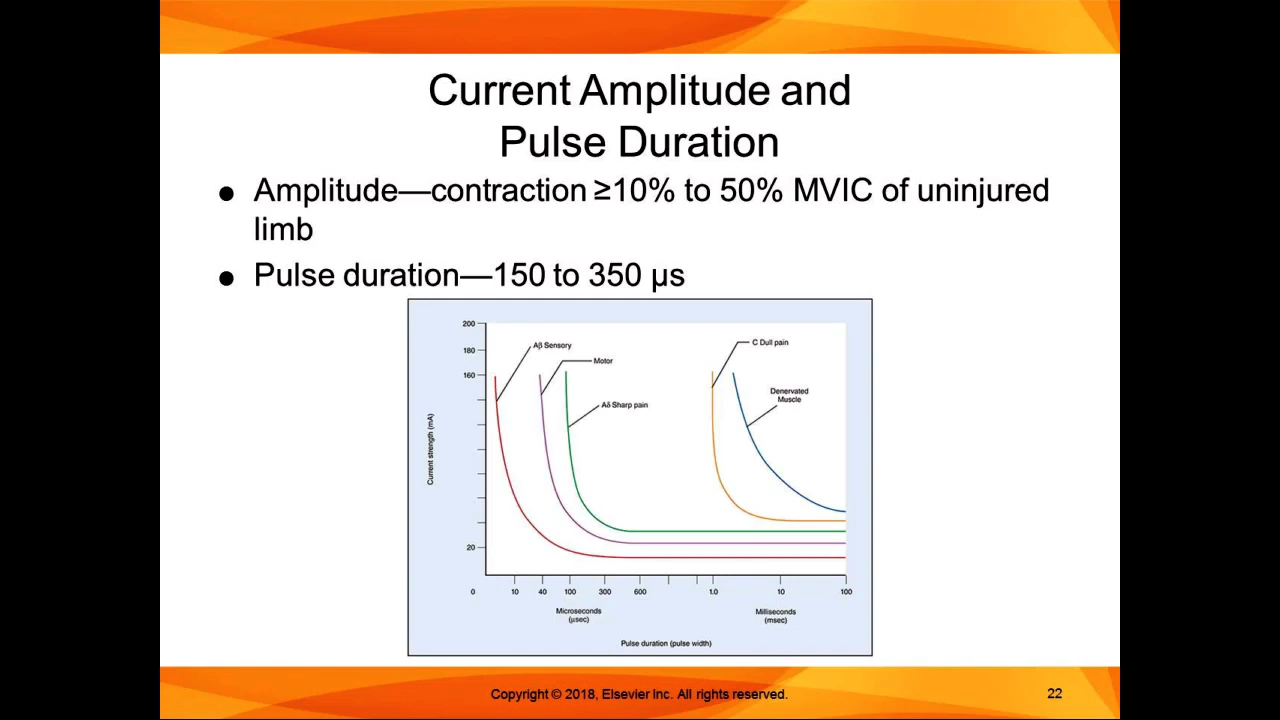 Current Amplitude and
Pulse Duration
● Amplitude—contraction ≥10% to 50% MVIC of uninjured
limb
● Pulse duration—150 to 350 µs
200
180
160
20
0
Current strength (mA)
Aβ Sensory
Motor
Aδ Sharp pain
C Dull pain
Denervated
Muscle
10 40 100 300 600 1.0 10 100
Microseconds
(μsec)
Milliseconds
(msec)
Pulse duration (pulse width)
Copyright © 2018, Elsevier Inc. All rights reserved.
22